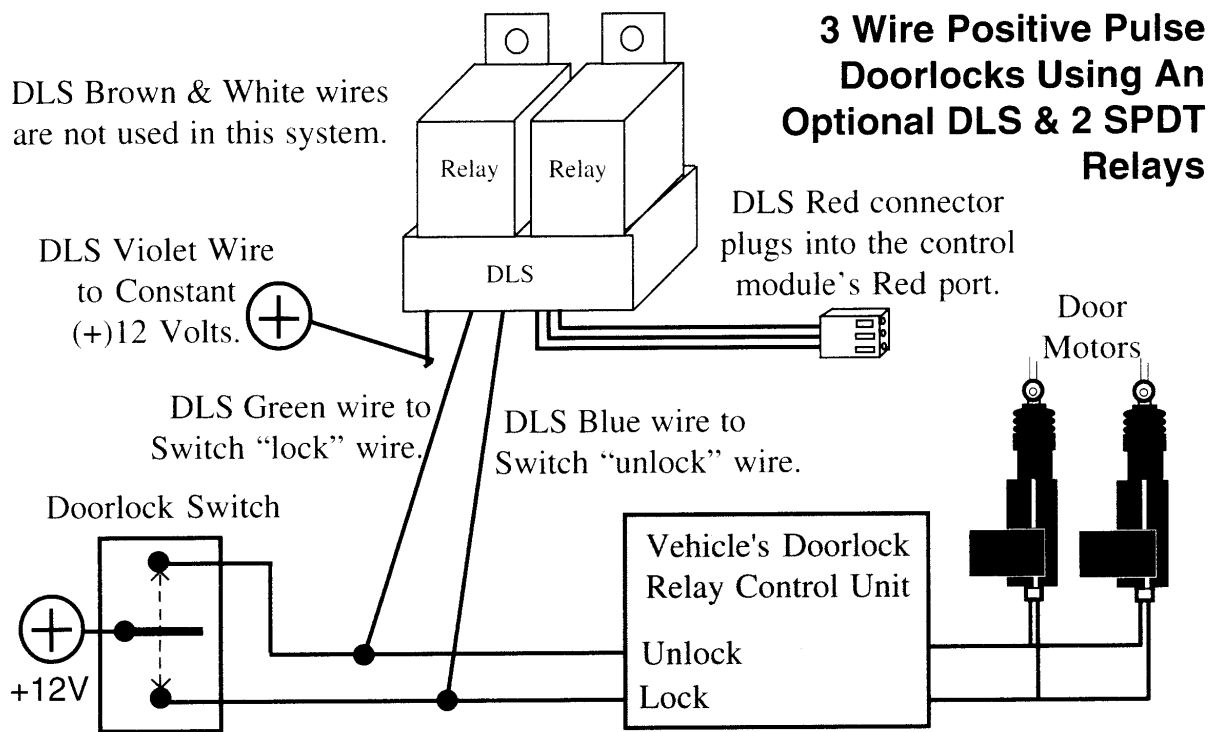 3 Wire Positive Pulse
Doorlocks Using An
Optional DLS & 2 SPDT
Relays
DLS Brown & White wires
are not used in this system.
Relay
Relay
DLS
DLS Red connector
plugs into the control
module's Red port.
DLS Violet Wire
to Constant
(+)12 Volts.
Door
Motors
DLS Green wire to
Switch “lock” wire.
DLS Blue wire to
Switch “unlock” wire.
Doorlock Switch
+12V
Vehicle's Doorlock
Relay Control Unit
Unlock
Lock